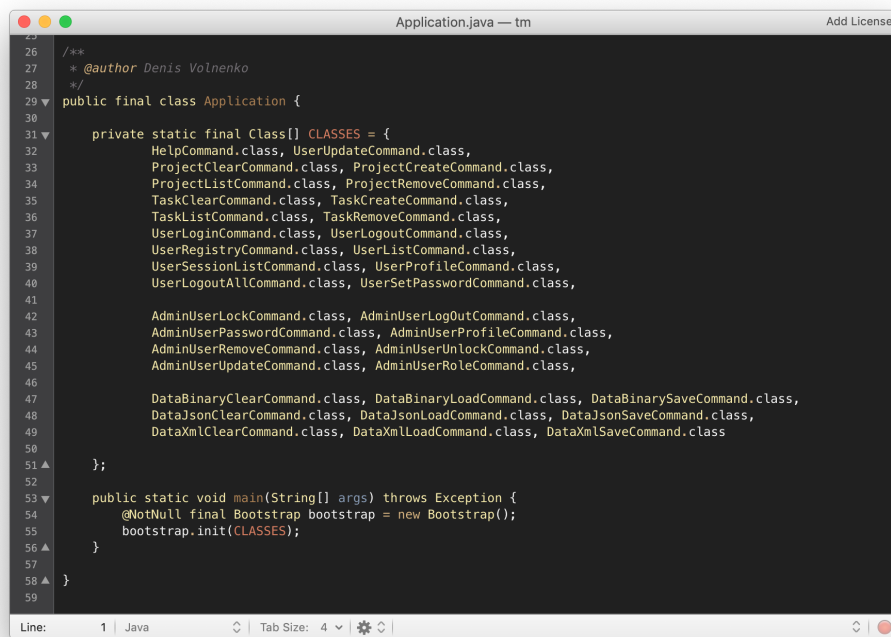 Application.java — tm
Add License
25
26 /**
27  * @author Denis Volnenko
28  */
29 public final class Application {
30
31     private static final Class[] CLASSES = {
32             HelpCommand.class, UserUpdateCommand.class,
33             ProjectClearCommand.class, ProjectCreateCommand.class,
34             ProjectListCommand.class, ProjectRemoveCommand.class,
35             TaskClearCommand.class, TaskCreateCommand.class,
36             TaskListCommand.class, TaskRemoveCommand.class,
37             UserLoginCommand.class, UserLogoutCommand.class,
38             UserRegistryCommand.class, UserListCommand.class,
39             UserSessionListCommand.class, UserProfileCommand.class,
40             UserLogoutAllCommand.class, UserSetPasswordCommand.class,
41
42             AdminUserLockCommand.class, AdminUserLogOutCommand.class,
43             AdminUserPasswordCommand.class, AdminUserProfileCommand.class,
44             AdminUserRemoveCommand.class, AdminUserUnlockCommand.class,
45             AdminUserUpdateCommand.class, AdminUserRoleCommand.class,
46
47             DataBinaryClearCommand.class, DataBinaryLoadCommand.class, DataBinarySaveCommand.class,
48             DataJsonClearCommand.class, DataJsonLoadCommand.class, DataJsonSaveCommand.class,
49             DataXmlClearCommand.class, DataXmlLoadCommand.class, DataXmlSaveCommand.class
50
51     };
52
53     public static void main(String[] args) throws Exception {
54         @NotNull final Bootstrap bootstrap = new Bootstrap();
55         bootstrap.init(CLASSES);
56     }
57
58 }
59
Line: 1 Java Tab Size: 4